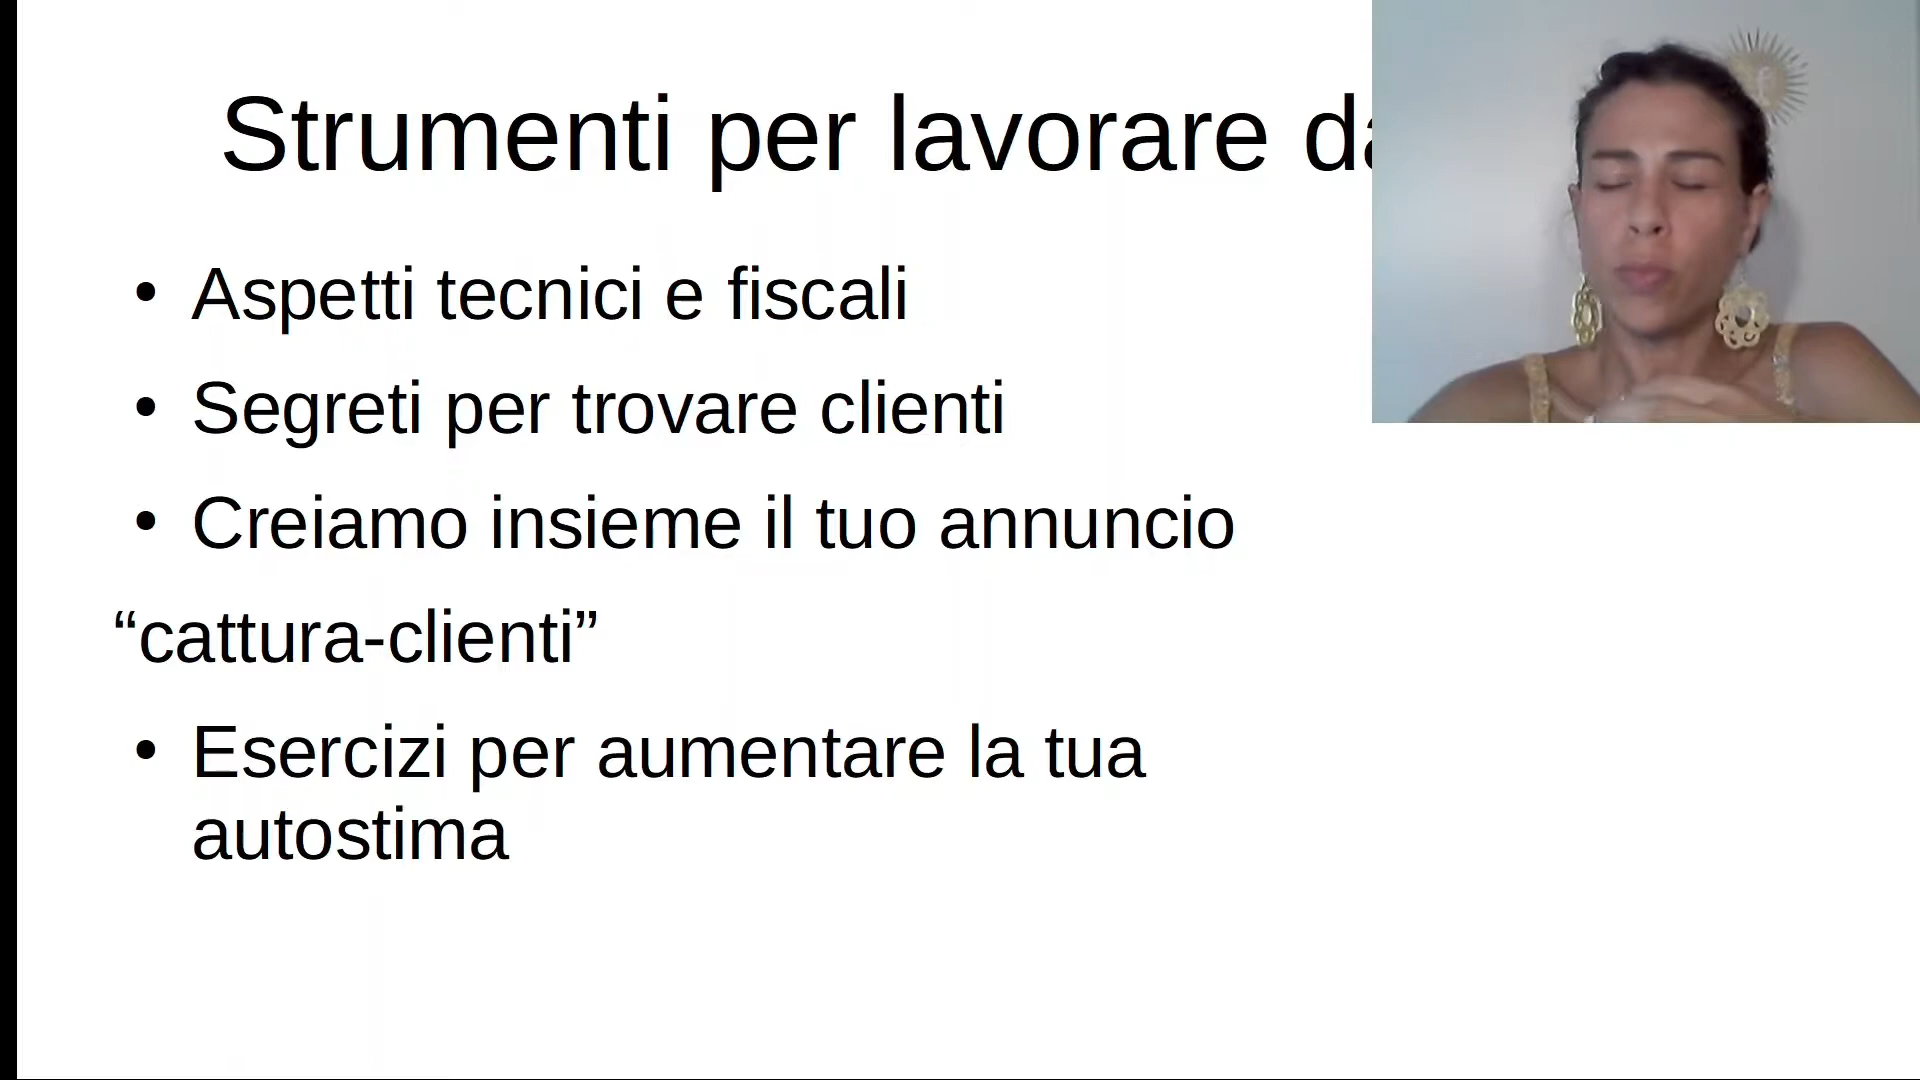 Strumenti per lavorare da
• Aspetti tecnici e fiscali
• Segreti per trovare clienti
• Creiamo insieme il tuo annuncio
“cattura-clienti”
• Esercizi per aumentare la tua
autostima